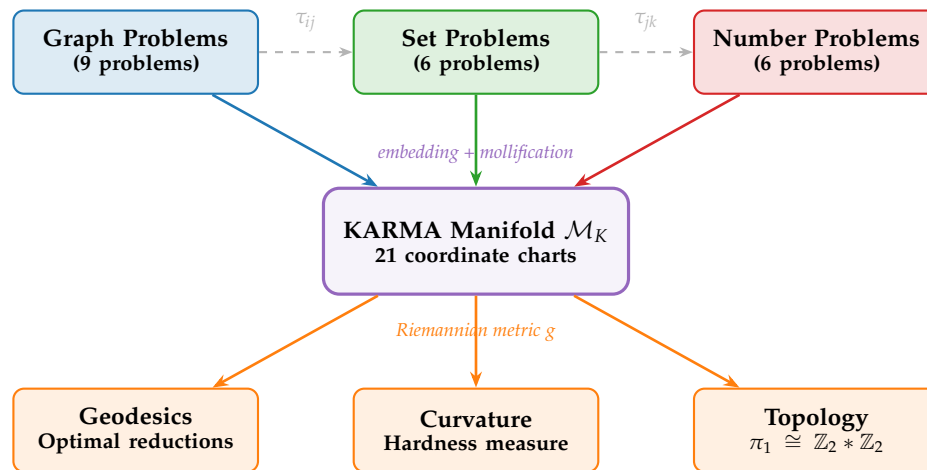 τij τjk
Graph Problems
(9 problems)
Set Problems
(6 problems)
Number Problems
(6 problems)
embedding + mollification
KARMA Manifold ℳK
21 coordinate charts
Riemannian metric g
Geodesics
Optimal reductions
Curvature
Hardness measure
Topology
π1 ≅ ℤ2 ∗ ℤ2